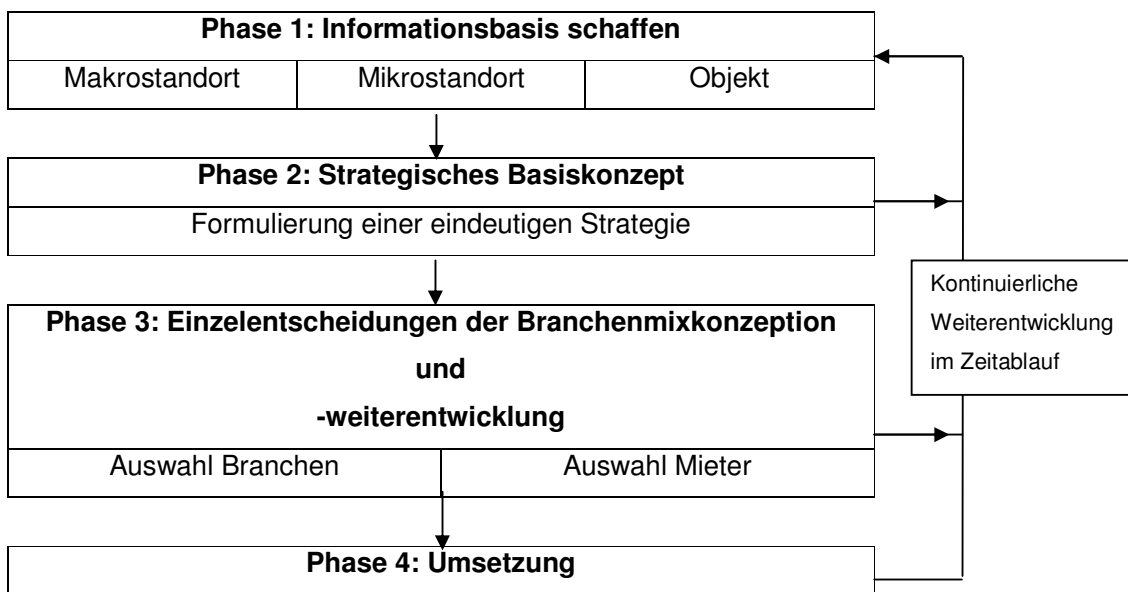 Phase 1: Informationsbasis schaffen
Makrostandort Mikrostandort Objekt
Phase 2: Strategisches Basiskonzept
Formulierung einer eindeutigen Strategie
Phase 3: Einzelentscheidungen der Branchenmixkonzeption
und
-weiterentwicklung
Auswahl Branchen Auswahl Mieter
Phase 4: Umsetzung
Kontinuierliche
Weiterentwicklung
im Zeitablauf